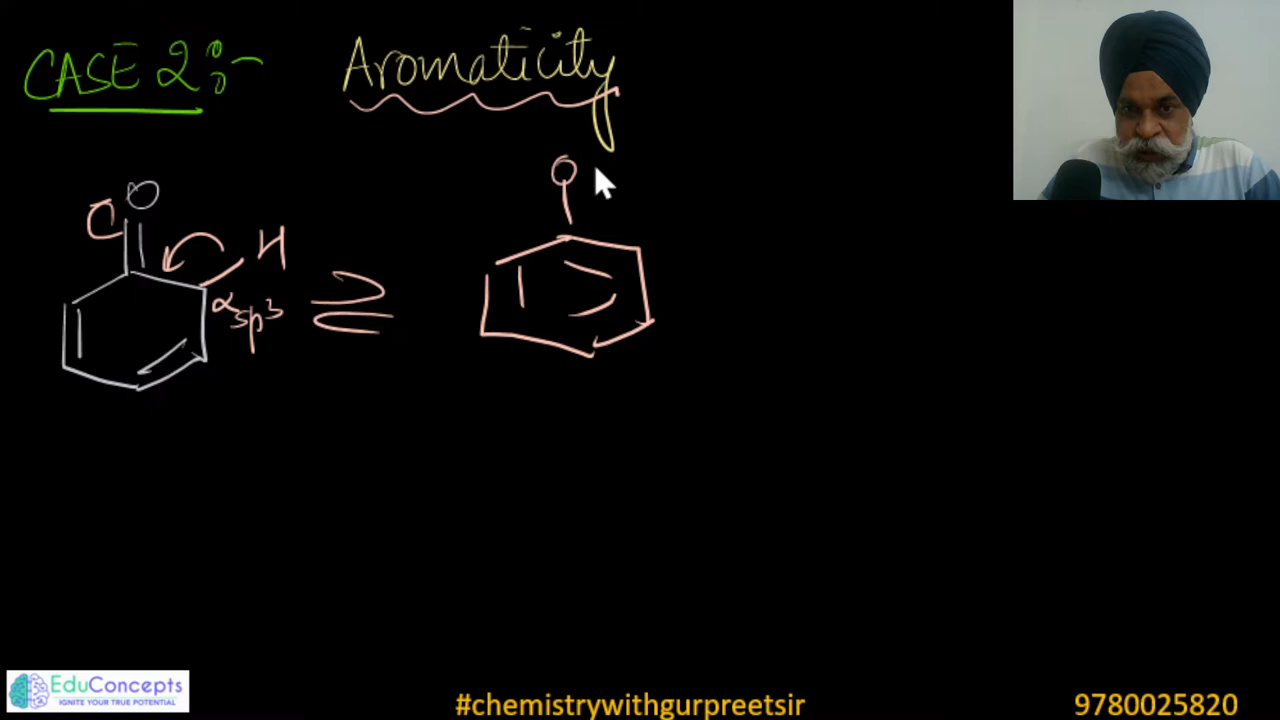 CASE 2:-
Aromaticity
O
H
α
sp³
O
EduConcepts
IGNITE YOUR TRUE POTENTIAL
#chemistrywithgurpreetsir
9780025820